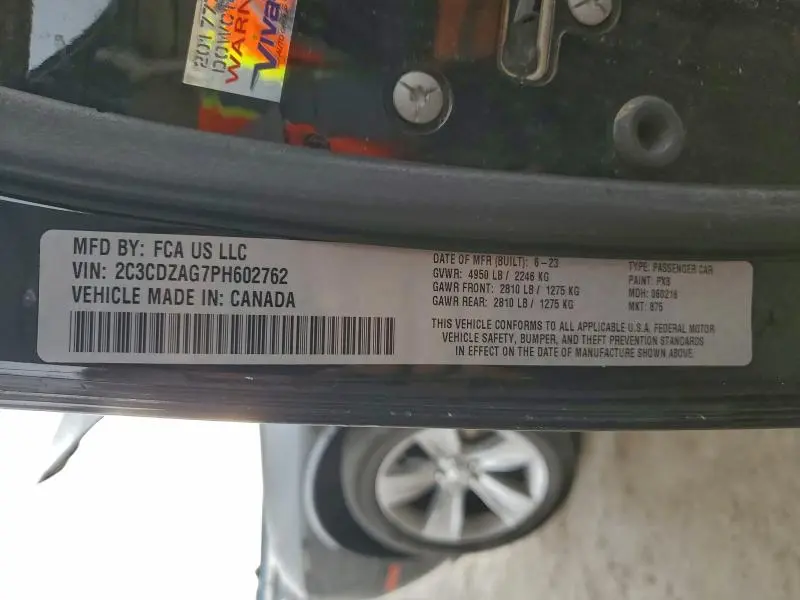 WARN
MFD BY: FCA US LLC
VIN: 2C3CDZAG7PH602762
VEHICLE MADE IN: CANADA
DATE OF MFR (BUILT): 6-23
GVWR: 4950 LB / 2246 KG
GAWR FRONT: 2810 LB / 1275 KG
GAWR REAR: 2810 LB / 1275 KG
TYPE: PASSENGER CAR
PAINT: PX8
MDH: 060216
MKT: 875
THIS VEHICLE CONFORMS TO ALL APPLICABLE U.S.A. FEDERAL MOTOR
VEHICLE SAFETY, BUMPER, AND THEFT PREVENTION STANDARDS
IN EFFECT ON THE DATE OF MANUFACTURE SHOWN ABOVE.